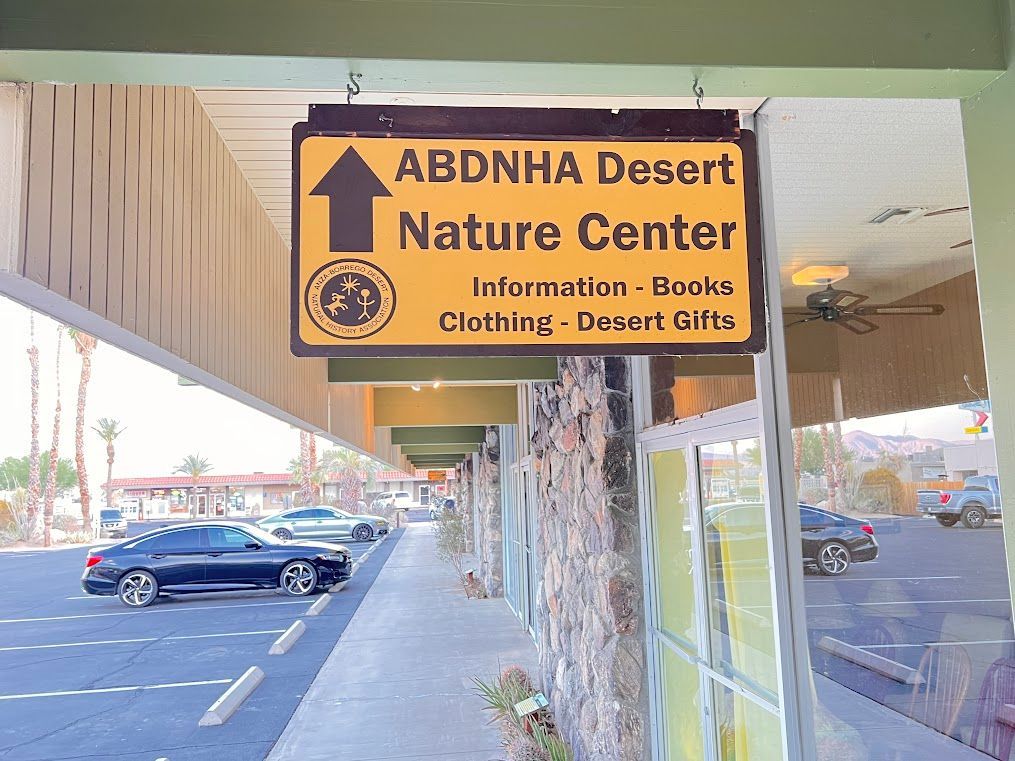 ABDNHA Desert
Nature Center
Information - Books
Clothing - Desert Gifts
ANZA-BORREGO DESERT
NATURAL HISTORY ASSOCIATION